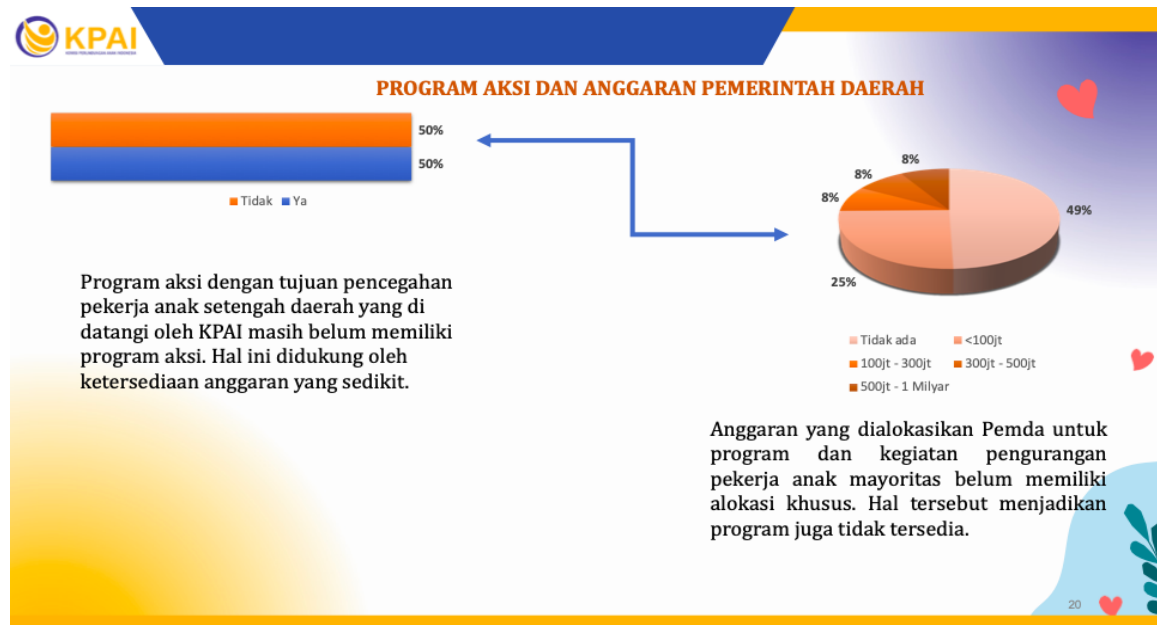 KPAI
PROGRAM AKSI DAN ANGGARAN PEMERINTAH DAERAH
50%
50%
Tidak Ya
Program aksi dengan tujuan pencegahan
pekerja anak setengah daerah yang di
datangi oleh KPAI masih belum memiliki
program aksi. Hal ini didukung oleh
ketersediaan anggaran yang sedikit.
8%
8%
8%
49%
25%
Tidak ada <100jt
100jt - 300jt 300jt - 500jt
500jt - 1 Milyar
Anggaran yang dialokasikan Pemda untuk
program dan kegiatan pengurangan
pekerja anak mayoritas belum memiliki
alokasi khusus. Hal tersebut menjadikan
program juga tidak tersedia.
20